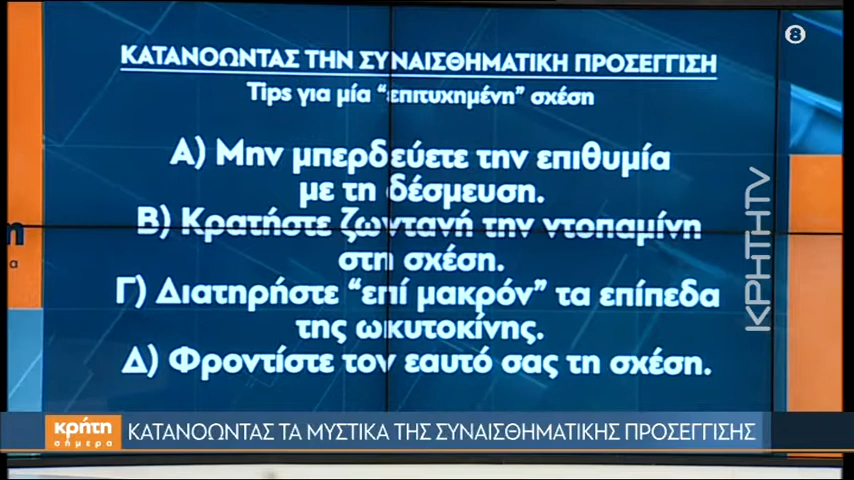 8
ΚΑΤΑΝΟΩΝΤΑΣ ΤΗΝ ΣΥΝΑΙΣΘΗΜΑΤΙΚΗ ΠΡΟΣΕΓΓΙΣΗ
Tips για μία “επιτυχημένη” σχέση
Α) Μην μπερδεύετε την επιθυμία
με τη δέσμευση.
Β) Κρατήστε ζωντανή την ντοπαμίνη
στη σχέση.
Γ) Διατηρήστε “επί μακρόν” τα επίπεδα
της ωκυτοκίνης.
Δ) Φροντίστε τον εαυτό σας τη σχέση.
ΚΡΗΤΗTV
κρήτη
σήμερα
ΚΑΤΑΝΟΩΝΤΑΣ ΤΑ ΜΥΣΤΙΚΑ ΤΗΣ ΣΥΝΑΙΣΘΗΜΑΤΙΚΗΣ ΠΡΟΣΕΓΓΙΣΗΣ